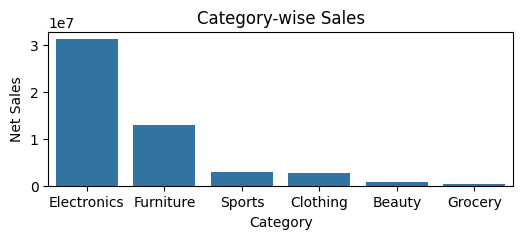 Category-wise Sales
1e7
3
2
1
0
Net Sales
Electronics Furniture Sports Clothing Beauty Grocery
Category